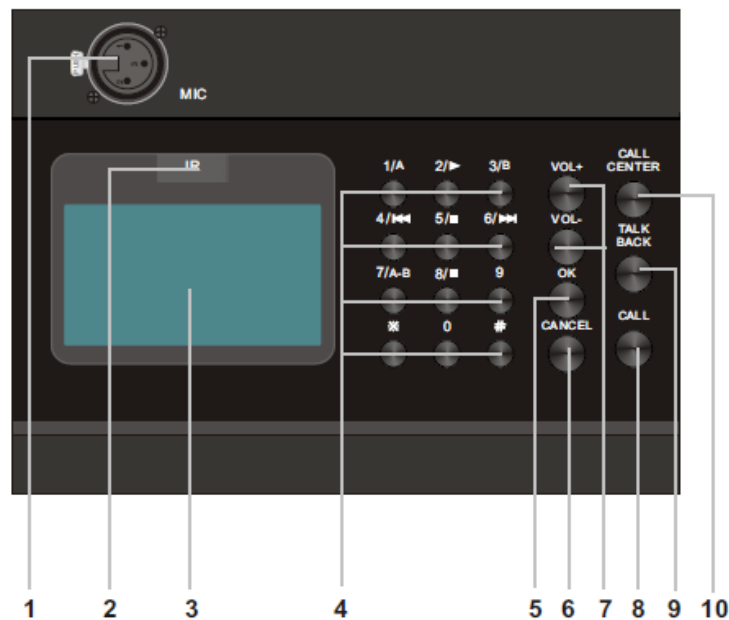 MIC
IR
1/A 2/▶ 3/B VOL+ CALL CENTER
4/⏮ 5/■ 6/⏭ VOL- TALK BACK
7/A-B 8/■ 9 OK
※ 0 # CANCEL CALL
1 2 3 4 5 6 7 8 9 10